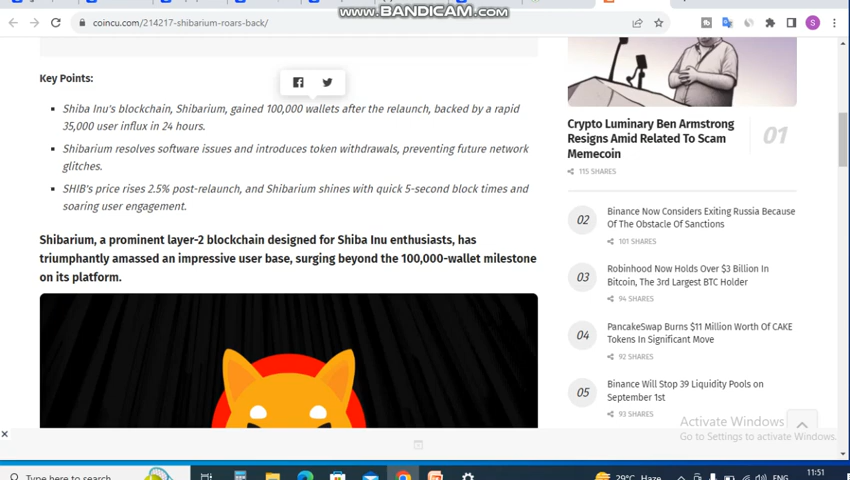 www.BANDICAM.com
coincu.com/214217-shibarium-roars-back/
S
Key Points:
Shiba Inu's blockchain, Shibarium, gained 100,000 wallets after the relaunch, backed by a rapid
35,000 user influx in 24 hours.
Shibarium resolves software issues and introduces token withdrawals, preventing future network
glitches.
SHIB's price rises 2.5% post-relaunch, and Shibarium shines with quick 5-second block times and
soaring user engagement.
Shibarium, a prominent layer-2 blockchain designed for Shiba Inu enthusiasts, has
triumphantly amassed an impressive user base, surging beyond the 100,000-wallet milestone
on its platform.
Crypto Luminary Ben Armstrong
Resigns Amid Related To Scam
Memecoin
01
115 SHARES
02
Binance Now Considers Exiting Russia Because
Of The Obstacle Of Sanctions
101 SHARES
03
Robinhood Now Holds Over $3 Billion In
Bitcoin, The 3rd Largest BTC Holder
94 SHARES
04
PancakeSwap Burns $11 Million Worth Of CAKE
Tokens In Significant Move
92 SHARES
05
Binance Will Stop 39 Liquidity Pools on
September 1st
93 SHARES
Activate Windows
Go to Settings to activate Windows.
Type here to search
29°C Haze
ENG
11:51